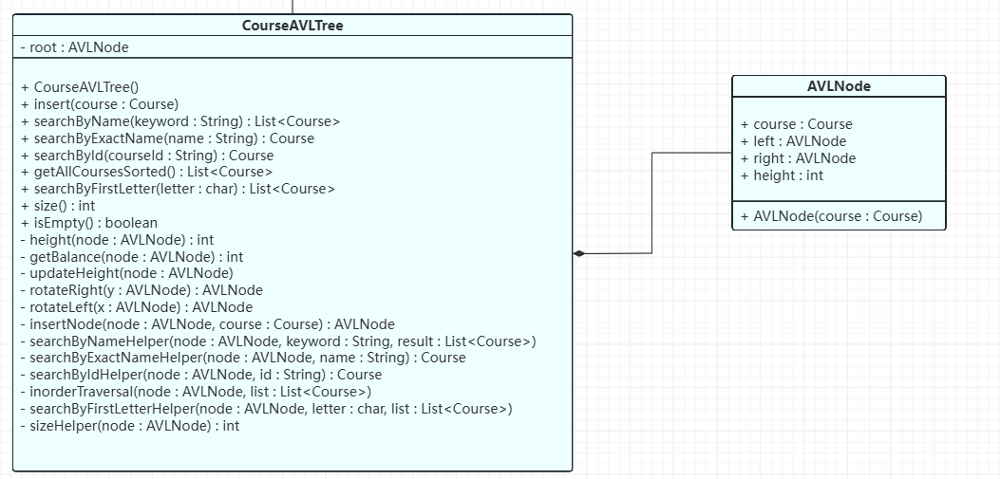 CourseAVLTree
- root : AVLNode
+ CourseAVLTree()
+ insert(course : Course)
+ searchByName(keyword : String) : List<Course>
+ searchByExactName(name : String) : Course
+ searchById(courseId : String) : Course
+ getAllCoursesSorted() : List<Course>
+ searchByFirstLetter(letter : char) : List<Course>
+ size() : int
+ isEmpty() : boolean
- height(node : AVLNode) : int
- getBalance(node : AVLNode) : int
- updateHeight(node : AVLNode)
- rotateRight(y : AVLNode) : AVLNode
- rotateLeft(x : AVLNode) : AVLNode
- insertNode(node : AVLNode, course : Course) : AVLNode
- searchByNameHelper(node : AVLNode, keyword : String, result : List<Course>)
- searchByExactNameHelper(node : AVLNode, name : String) : Course
- searchByIdHelper(node : AVLNode, id : String) : Course
- inorderTraversal(node : AVLNode, list : List<Course>)
- searchByFirstLetterHelper(node : AVLNode, letter : char, list : List<Course>)
- sizeHelper(node : AVLNode) : int
AVLNode
+ course : Course
+ left : AVLNode
+ right : AVLNode
+ height : int
+ AVLNode(course : Course)